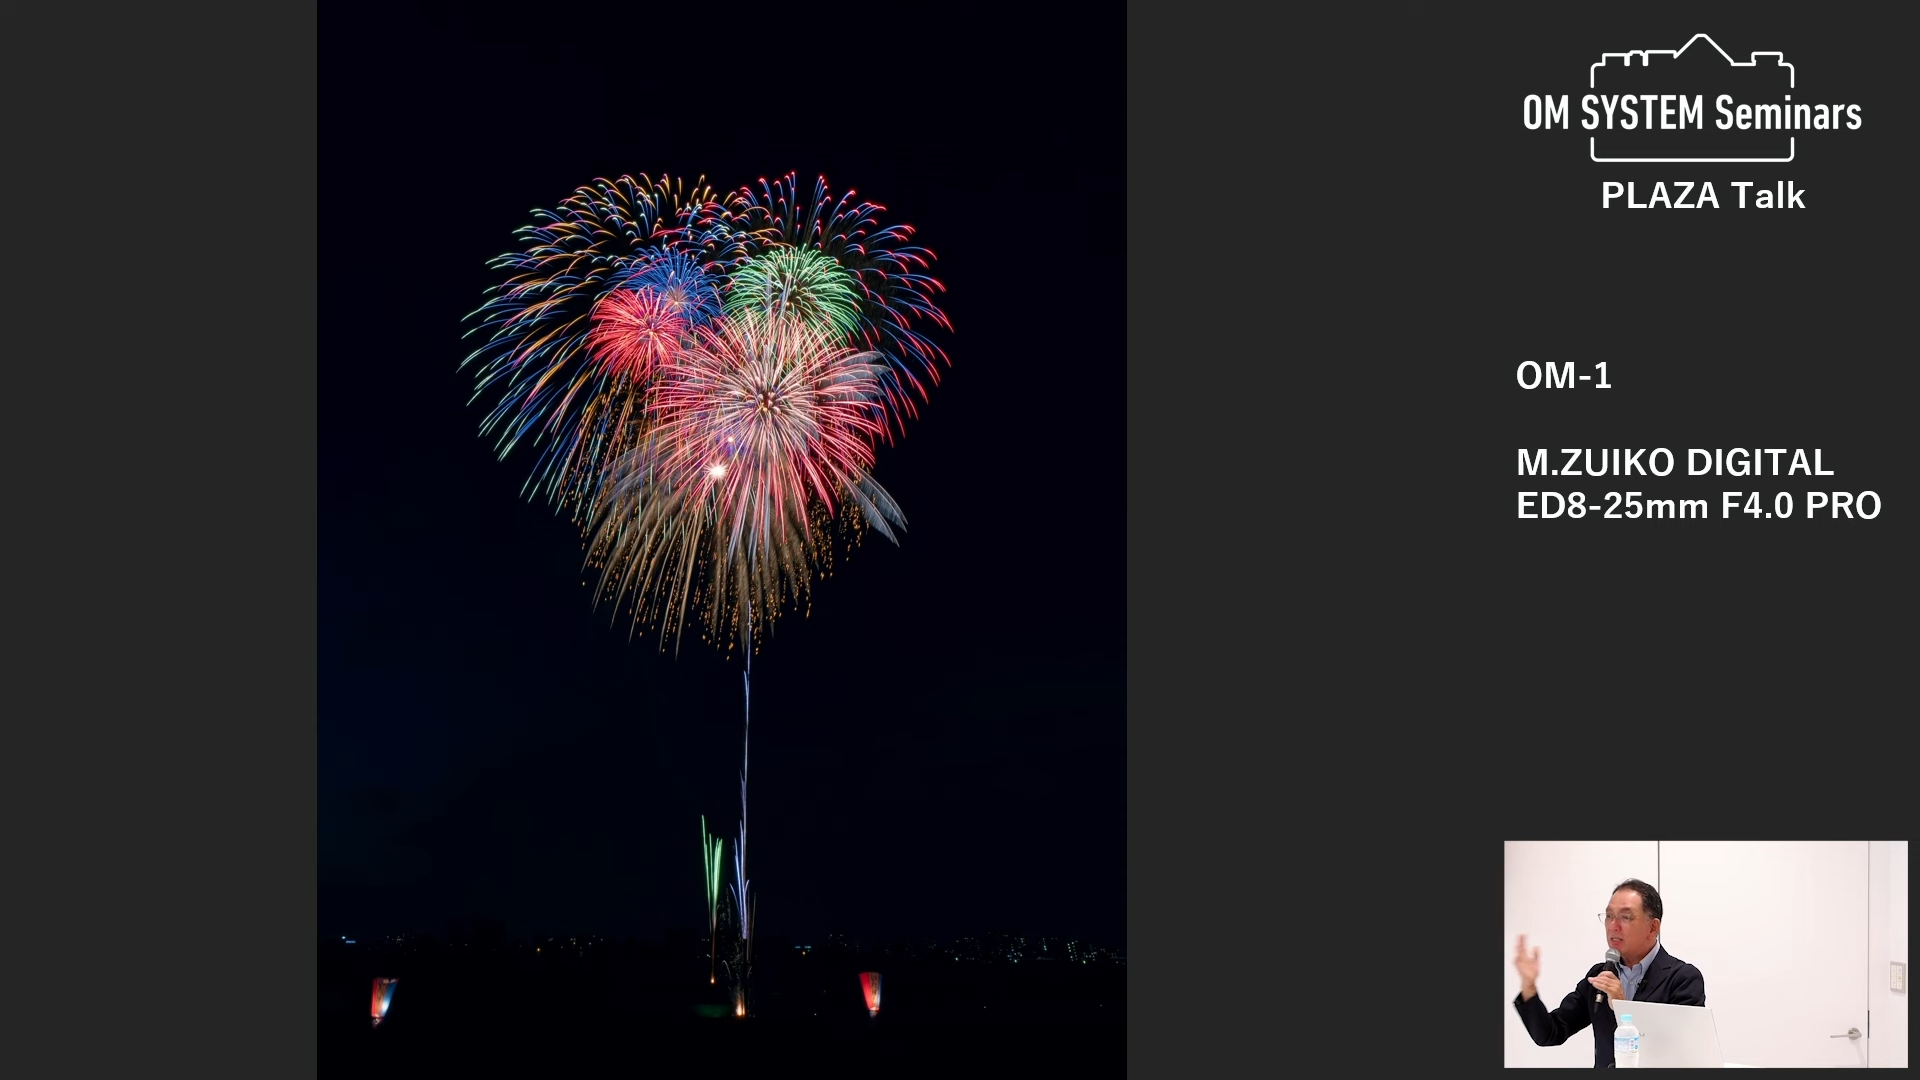 OM SYSTEM Seminars
PLAZA Talk
OM-1
M.ZUIKO DIGITAL
ED8-25mm F4.0 PRO